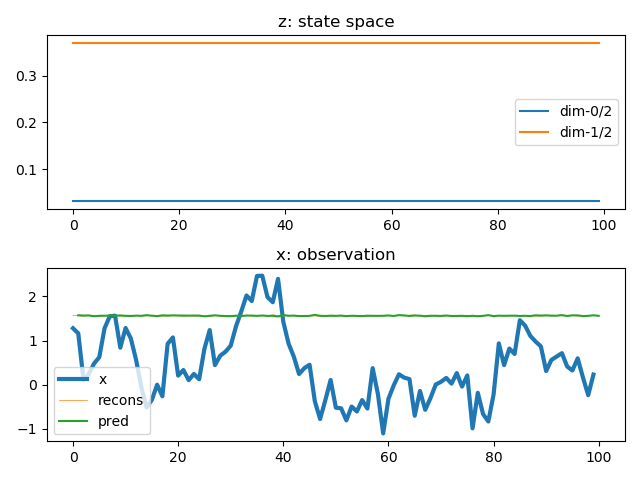 z: state space
0.3
0.2
0.1
dim-0/2
dim-1/2
0 20 40 60 80 100
x: observation
2
1
0
−1
x
recons
pred
0 20 40 60 80 100